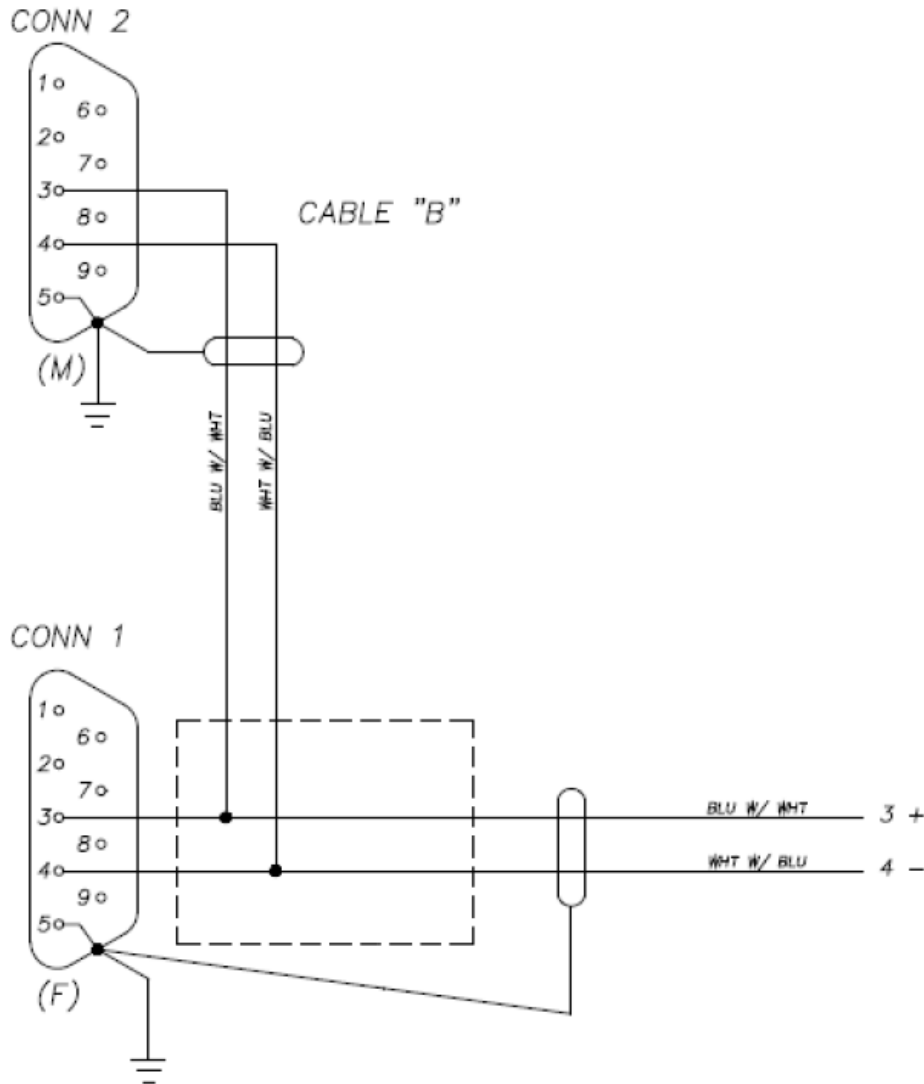 CONN 2
1
6
2
7
3
CABLE "B"
8
4
9
5
(M)
BLU W/ WHT
WHT W/ BLU
CONN 1
1
6
2
7
3
BLU W/ WHT
3 +
8
4
WHT W/ BLU
4 -
9
5
(F)